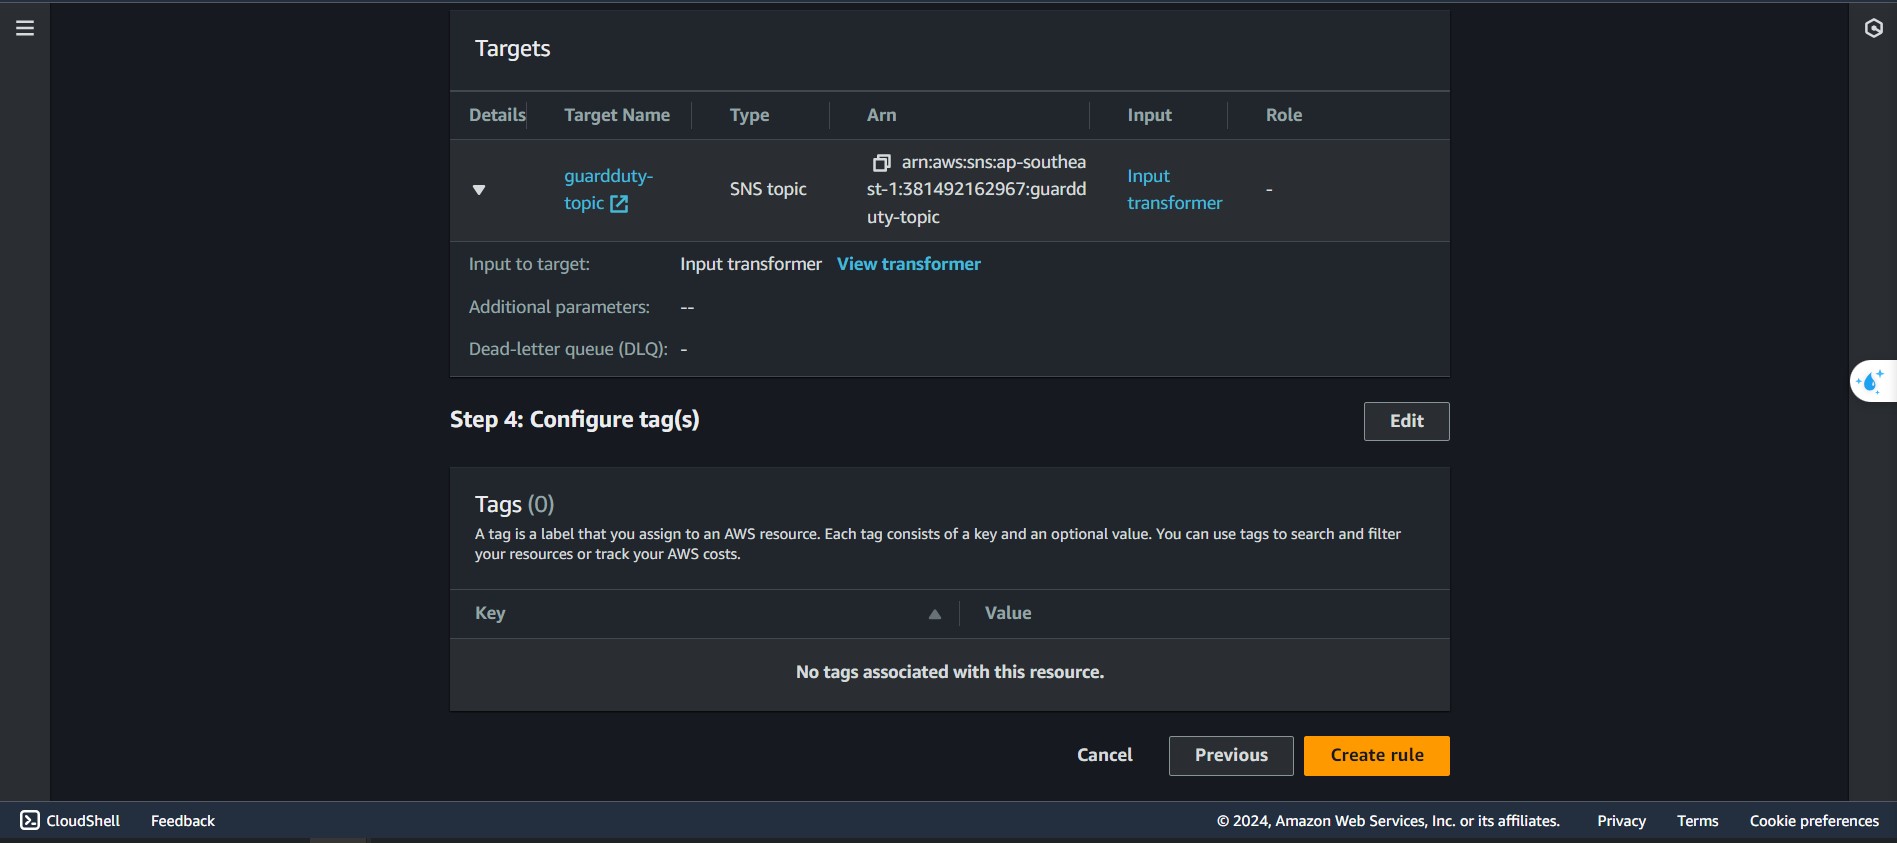 Targets
Details Target Name Type Arn Input Role
guardduty-
topic
SNS topic
arn:aws:sns:ap-southea
st-1:381492162967:guardd
uty-topic
Input
transformer
-
Input to target: Input transformer View transformer
Additional parameters: --
Dead-letter queue (DLQ): -
Step 4: Configure tag(s)
Edit
Tags (0)
A tag is a label that you assign to an AWS resource. Each tag consists of a key and an optional value. You can use tags to search and filter
your resources or track your AWS costs.
Key Value
No tags associated with this resource.
Cancel Previous Create rule
CloudShell Feedback © 2024, Amazon Web Services, Inc. or its affiliates. Privacy Terms Cookie preferences